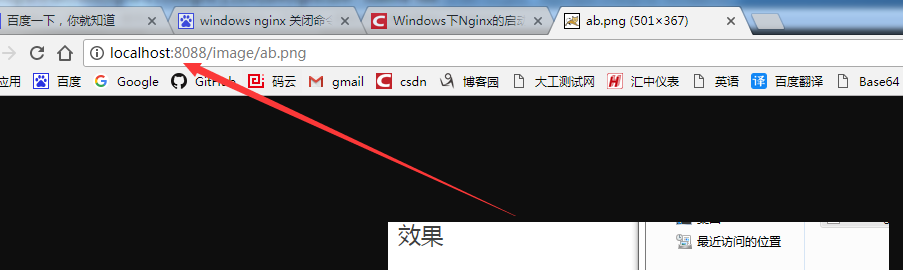 百度一下，你就知道 windows nginx 关闭命令 Windows下Nginx的启动 ab.png (501×367)
localhost:8088/image/ab.png
应用 百度 Google GitHub 码云 gmail csdn 博客园 大工测试网 汇中仪表 英语 百度翻译 Base64
效果
最近访问的位置